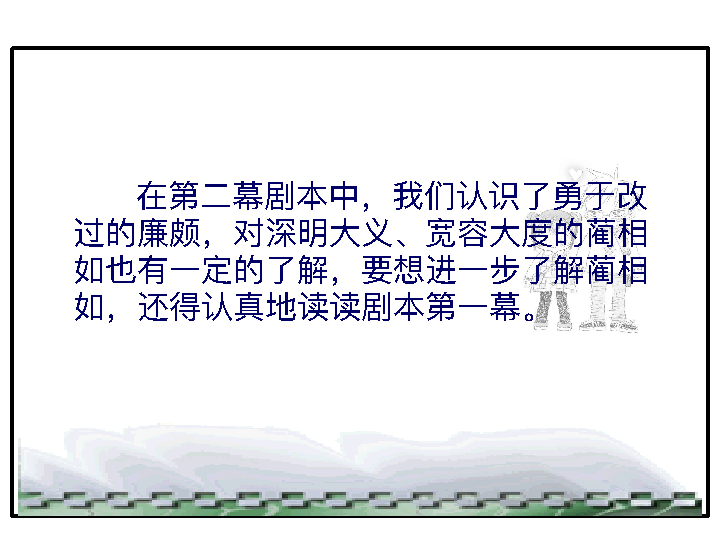 在第二幕剧本中，我们认识了勇于改
过的廉颇，对深明大义、宽容大度的蔺相
如也有一定的了解，要想进一步了解蔺相
如，还得认真地读读剧本第一幕。